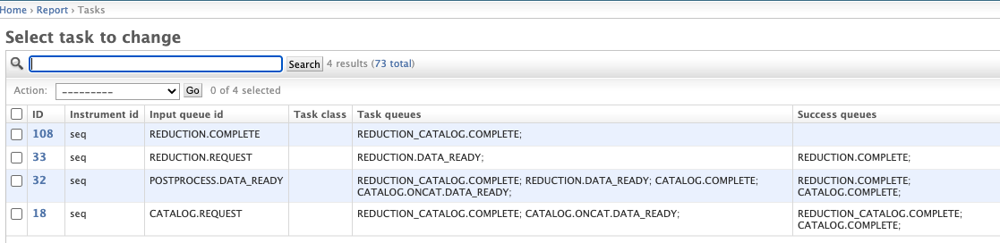 Home › Report › Tasks
Select task to change
Search 4 results (73 total)
Action: --------- Go 0 of 4 selected
ID Instrument id Input queue id Task class Task queues Success queues
108 seq REDUCTION.COMPLETE REDUCTION_CATALOG.COMPLETE;
33 seq REDUCTION.REQUEST REDUCTION.DATA_READY; REDUCTION.COMPLETE;
32 seq POSTPROCESS.DATA_READY REDUCTION_CATALOG.COMPLETE; REDUCTION.DATA_READY; CATALOG.COMPLETE; REDUCTION.COMPLETE;
CATALOG.ONCAT.DATA_READY; CATALOG.COMPLETE;
18 seq CATALOG.REQUEST REDUCTION_CATALOG.COMPLETE; CATALOG.ONCAT.DATA_READY; REDUCTION_CATALOG.COMPLETE;
CATALOG.COMPLETE;